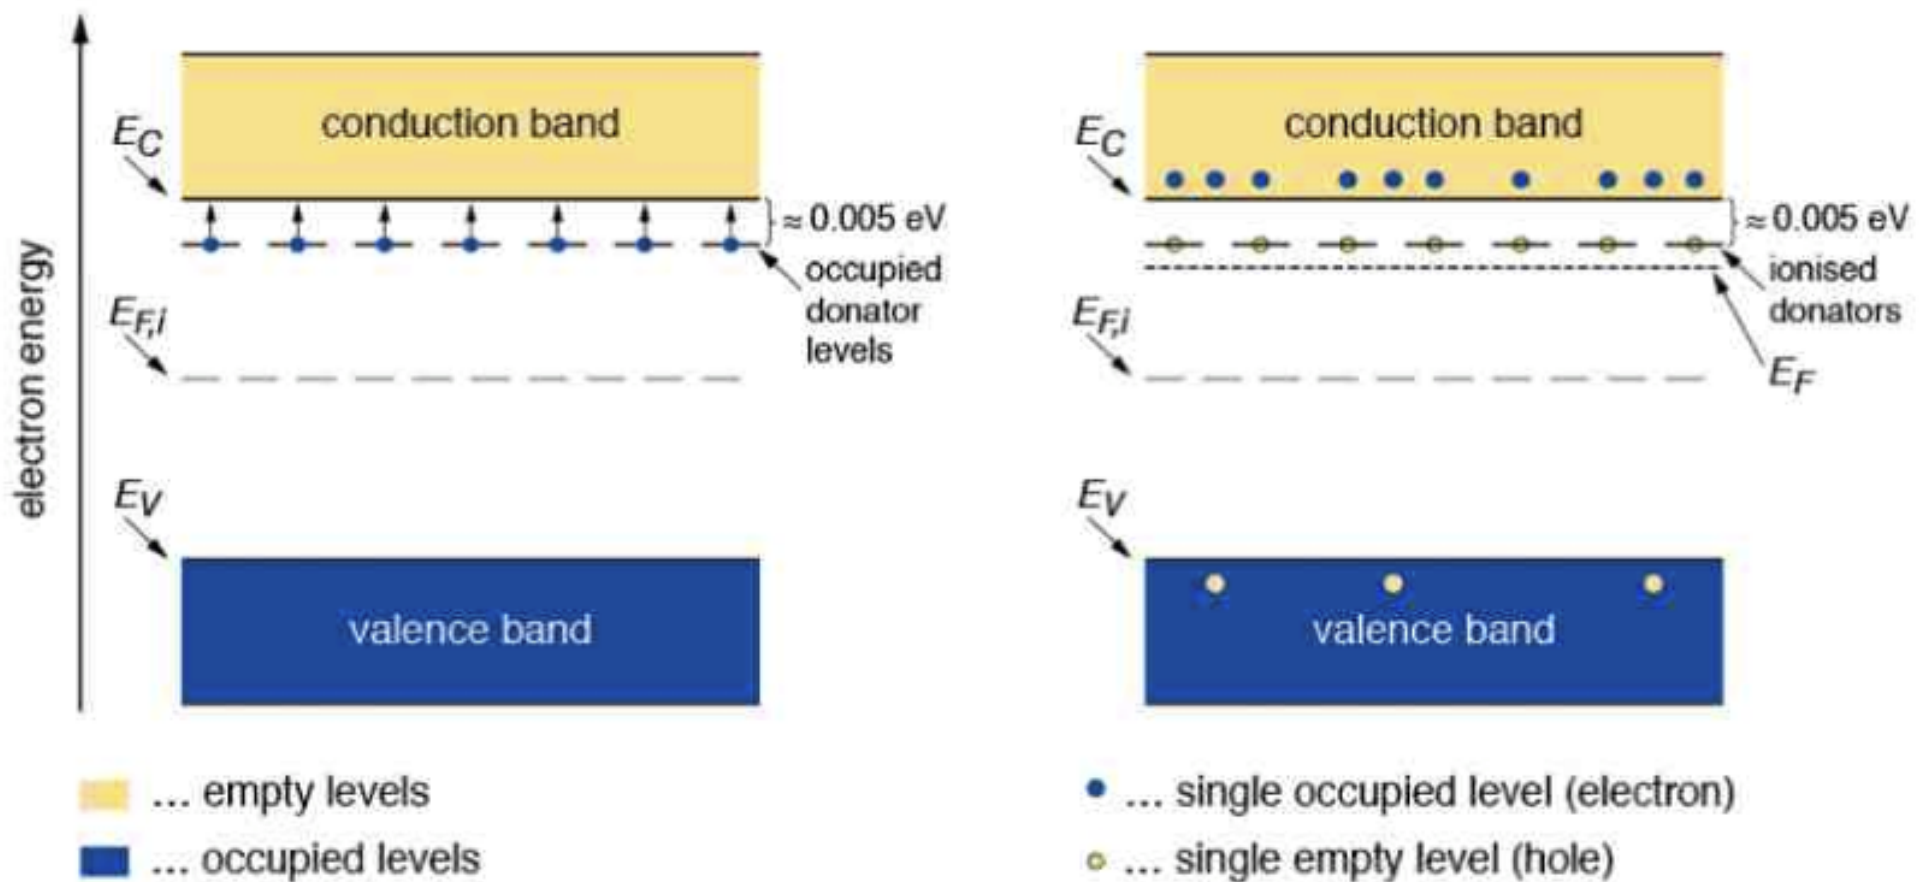 electron energy
conduction band
E_C
≈ 0.005 eV
occupied
donator
levels
E_F,i
E_V
valence band
conduction band
E_C
≈ 0.005 eV
ionised
donators
E_F,i
E_F
E_V
valence band
... empty levels
... occupied levels
... single occupied level (electron)
... single empty level (hole)